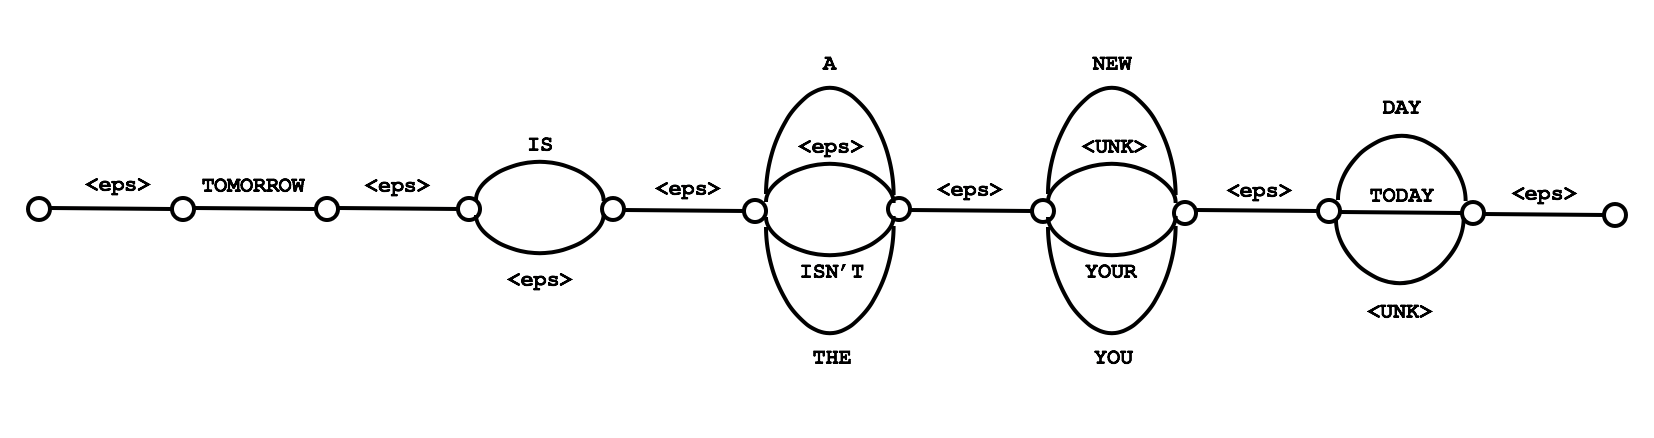 A NEW
DAY
IS <eps> <UNK>
<eps> TOMORROW <eps> <eps> <eps> <eps> TODAY <eps>
<eps> ISN'T YOUR
<UNK>
THE YOU